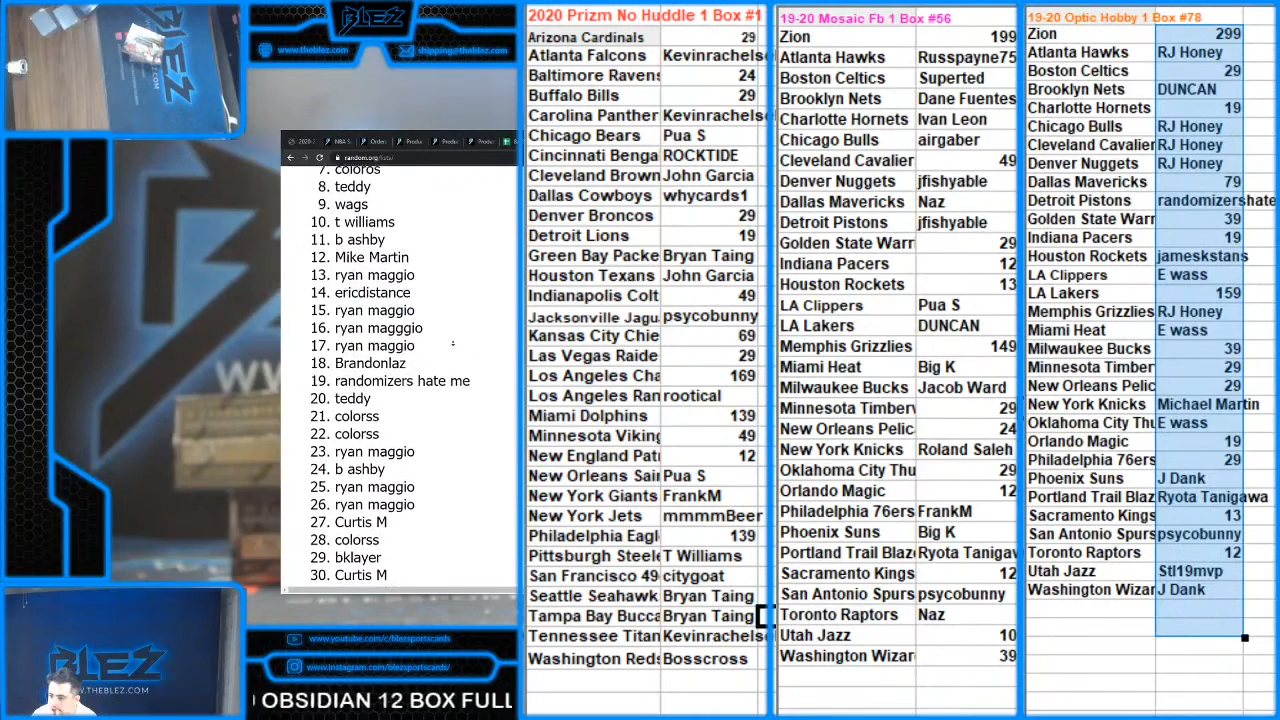 BLEZ
BLEZ
www.theblez.com
shipping@theblez.com
random.org/lists/
7. coloros
8. teddy
9. wags
10. t williams
11. b ashby
12. Mike Martin
13. ryan maggio
14. ericdistance
15. ryan maggio
16. ryan magggio
17. ryan maggio
18. Brandonlaz
19. randomizers hate me
20. teddy
21. colorss
22. colorss
23. ryan maggio
24. b ashby
25. ryan maggio
26. ryan maggio
27. Curtis M
28. colorss
29. bklayer
30. Curtis M
BLEZ
WWW.THEBLEZ.COM
www.youtube.com/c/blezsportscards
www.Instagram.com/blezsportscards/
OBSIDIAN 12 BOX FULL
2020 Prizm No Huddle 1 Box #1
Arizona Cardinals 29
Atlanta Falcons Kevinrachelse
Baltimore Ravens 24
Buffalo Bills 29
Carolina Panther Kevinrachelse
Chicago Bears Pua S
Cincinnati Benga ROCKTIDE
Cleveland Brown John Garcia
Dallas Cowboys whycards1
Denver Broncos 29
Detroit Lions 19
Green Bay Packe Bryan Taing
Houston Texans John Garcia
Indianapolis Colt 49
Jacksonville Jagu psycobunny
Kansas City Chie 69
Las Vegas Raide 29
Los Angeles Cha 169
Los Angeles Ran rootical
Miami Dolphins 139
Minnesota Viking 49
New England Pat 12
New Orleans Sai Pua S
New York Giants FrankM
New York Jets mmmmBeer
Philadelphia Eagl 139
Pittsburgh Steele T Williams
San Francisco 49 citygoat
Seattle Seahawk Bryan Taing
Tampa Bay Bucca Bryan Taing
Tennessee Titan Kevinrachelse
Washington Reds Bosscross
19-20 Mosaic Fb 1 Box #56
Zion 199
Atlanta Hawks Russpayne75
Boston Celtics Superted
Brooklyn Nets Dane Fuentes
Charlotte Hornets Ivan Leon
Chicago Bulls airgaber
Cleveland Cavalier 49
Denver Nuggets jfishyable
Dallas Mavericks Naz
Detroit Pistons jfishyable
Golden State Warr 29
Indiana Pacers 12
Houston Rockets 13
LA Clippers Pua S
LA Lakers DUNCAN
Memphis Grizzlies 149
Miami Heat Big K
Milwaukee Bucks Jacob Ward
Minnesota Timberv 29
New Orleans Pelic 24
New York Knicks Roland Saleh
Oklahoma City Thu 29
Orlando Magic 12
Philadelphia 76ers FrankM
Phoenix Suns Big K
Portland Trail Blaze Ryota Tanigav
Sacramento Kings 12
San Antonio Spurs psycobunny
Toronto Raptors Naz
Utah Jazz 10
Washington Wizar 39
19-20 Optic Hobby 1 Box #78
Zion 299
Atlanta Hawks RJ Honey
Boston Celtics 29
Brooklyn Nets DUNCAN
Charlotte Hornets 19
Chicago Bulls RJ Honey
Cleveland Cavalier RJ Honey
Denver Nuggets RJ Honey
Dallas Mavericks 79
Detroit Pistons randomizershate
Golden State Warr 39
Indiana Pacers 19
Houston Rockets jameskstans
LA Clippers E wass
LA Lakers 159
Memphis Grizzlies RJ Honey
Miami Heat E wass
Milwaukee Bucks 39
Minnesota Timber 29
New Orleans Pelic 29
New York Knicks Michael Martin
Oklahoma City Thu E wass
Orlando Magic 19
Philadelphia 76ers 29
Phoenix Suns J Dank
Portland Trail Blaz Ryota Tanigawa
Sacramento Kings 13
San Antonio Spurs psycobunny
Toronto Raptors 12
Utah Jazz Stl19mvp
Washington Wizar J Dank